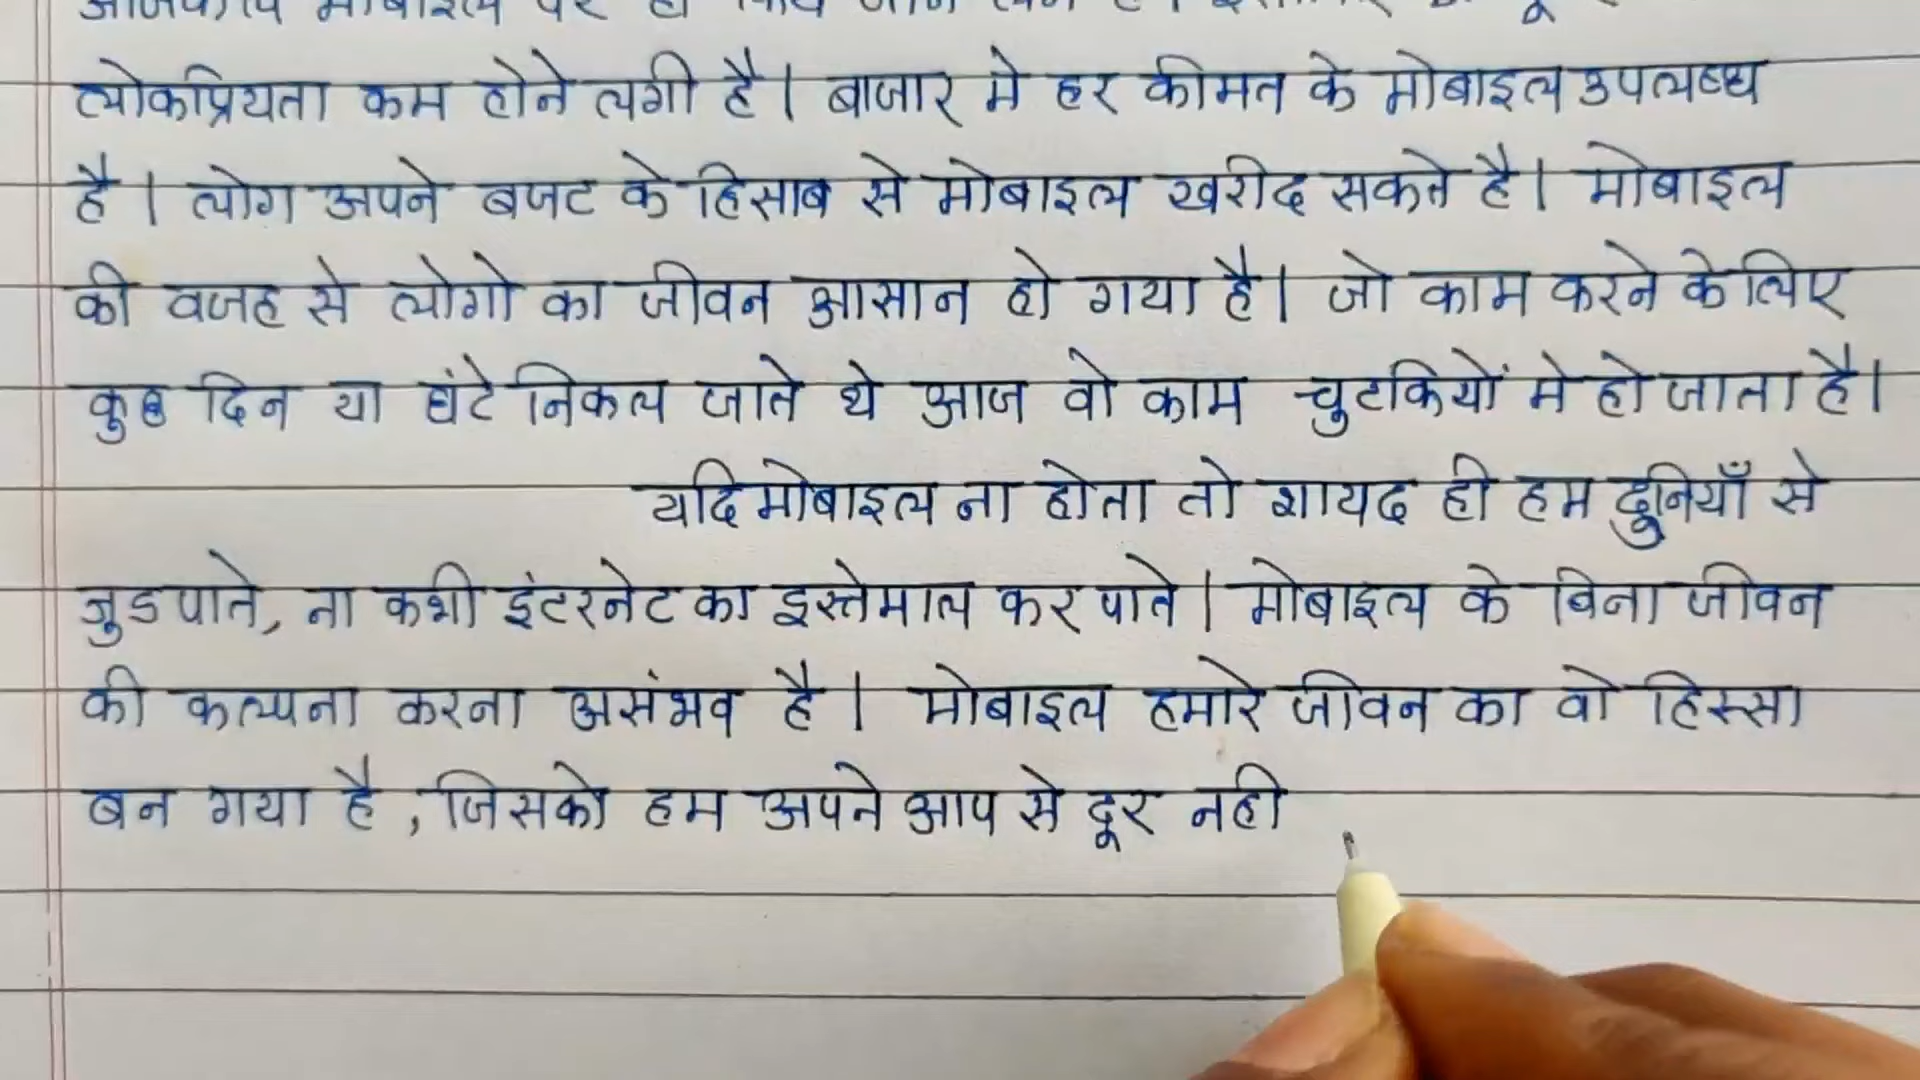 लोकप्रियता कम होने लगी है। बाजार मे हर कीमत के मोबाइल उपलब्ध
है। लोग अपने बजट के हिसाब से मोबाइल खरीद सकते है। मोबाइल
की वजह से लोगो का जीवन आसान हो गया है। जो काम करने के लिए
कुछ दिन या घंटे निकल जाते थे आज वो काम चुटकियों मे हो जाता है।
यदि मोबाइल ना होता तो शायद ही हम दुनियाँ से
जुड पाते, ना कभी इंटरनेट का इस्तेमाल कर पाते। मोबाइल के बिना जीवन
की कल्पना करना असंभव है। मोबाइल हमारे जीवन का वो हिस्सा
बन गया है, जिसको हम अपने आप से दूर नही